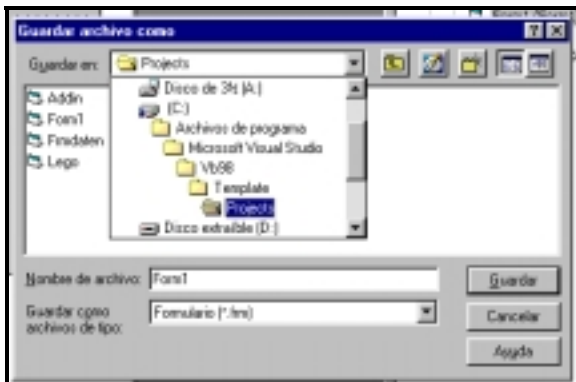 Guardar archivo como
Guardar en: Projects
Disco de 3½ (A:)
(C:)
Archivos de programa
Microsoft Visual Studio
Vb98
Template
Projects
Disco extraíble (D:)
Addin
Form1
Frmdaten
Lego
Nombre de archivo: Form1
Guardar
Guardar como
archivos de tipo: Formulario (*.frm)
Cancelar
Ayuda